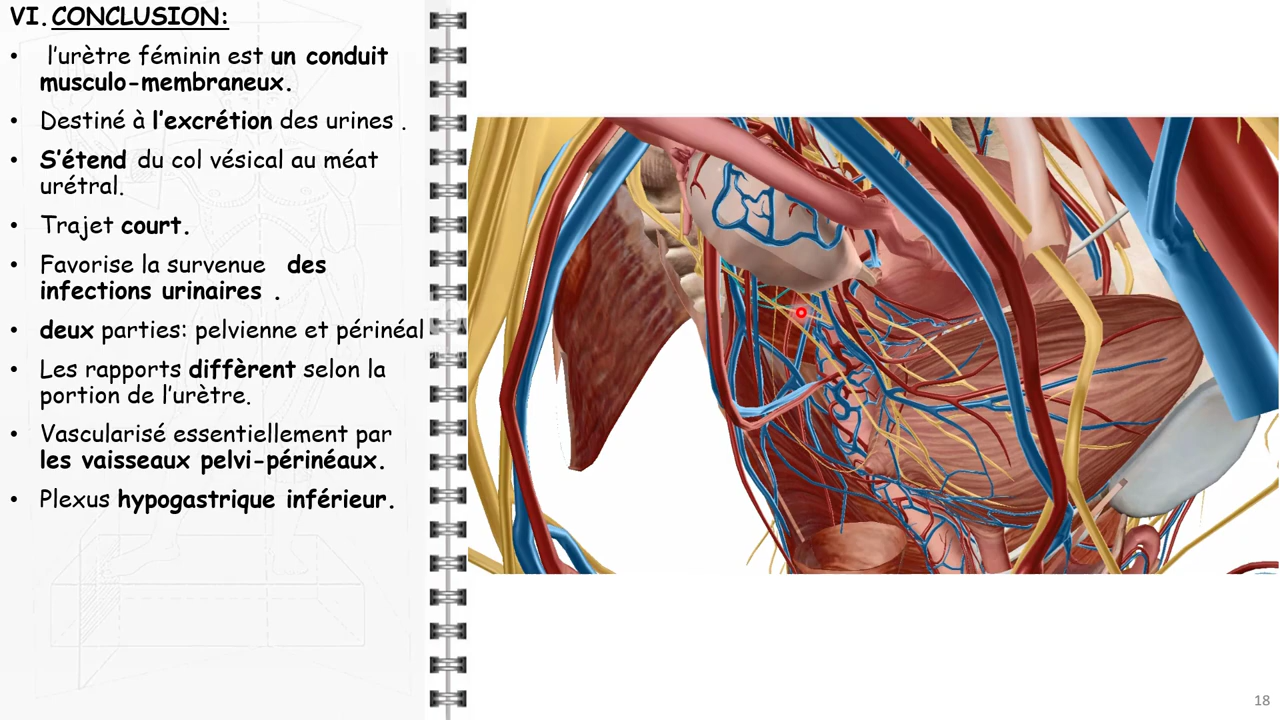 VI. CONCLUSION:
• l'urètre féminin est un conduit
musculo-membraneux.
• Destiné à l'excrétion des urines .
• S'étend du col vésical au méat
urétral.
• Trajet court.
• Favorise la survenue des
infections urinaires .
• deux parties: pelvienne et périnéal
• Les rapports diffèrent selon la
portion de l'urètre.
• Vascularisé essentiellement par
les vaisseaux pelvi-périnéaux.
• Plexus hypogastrique inférieur.
18